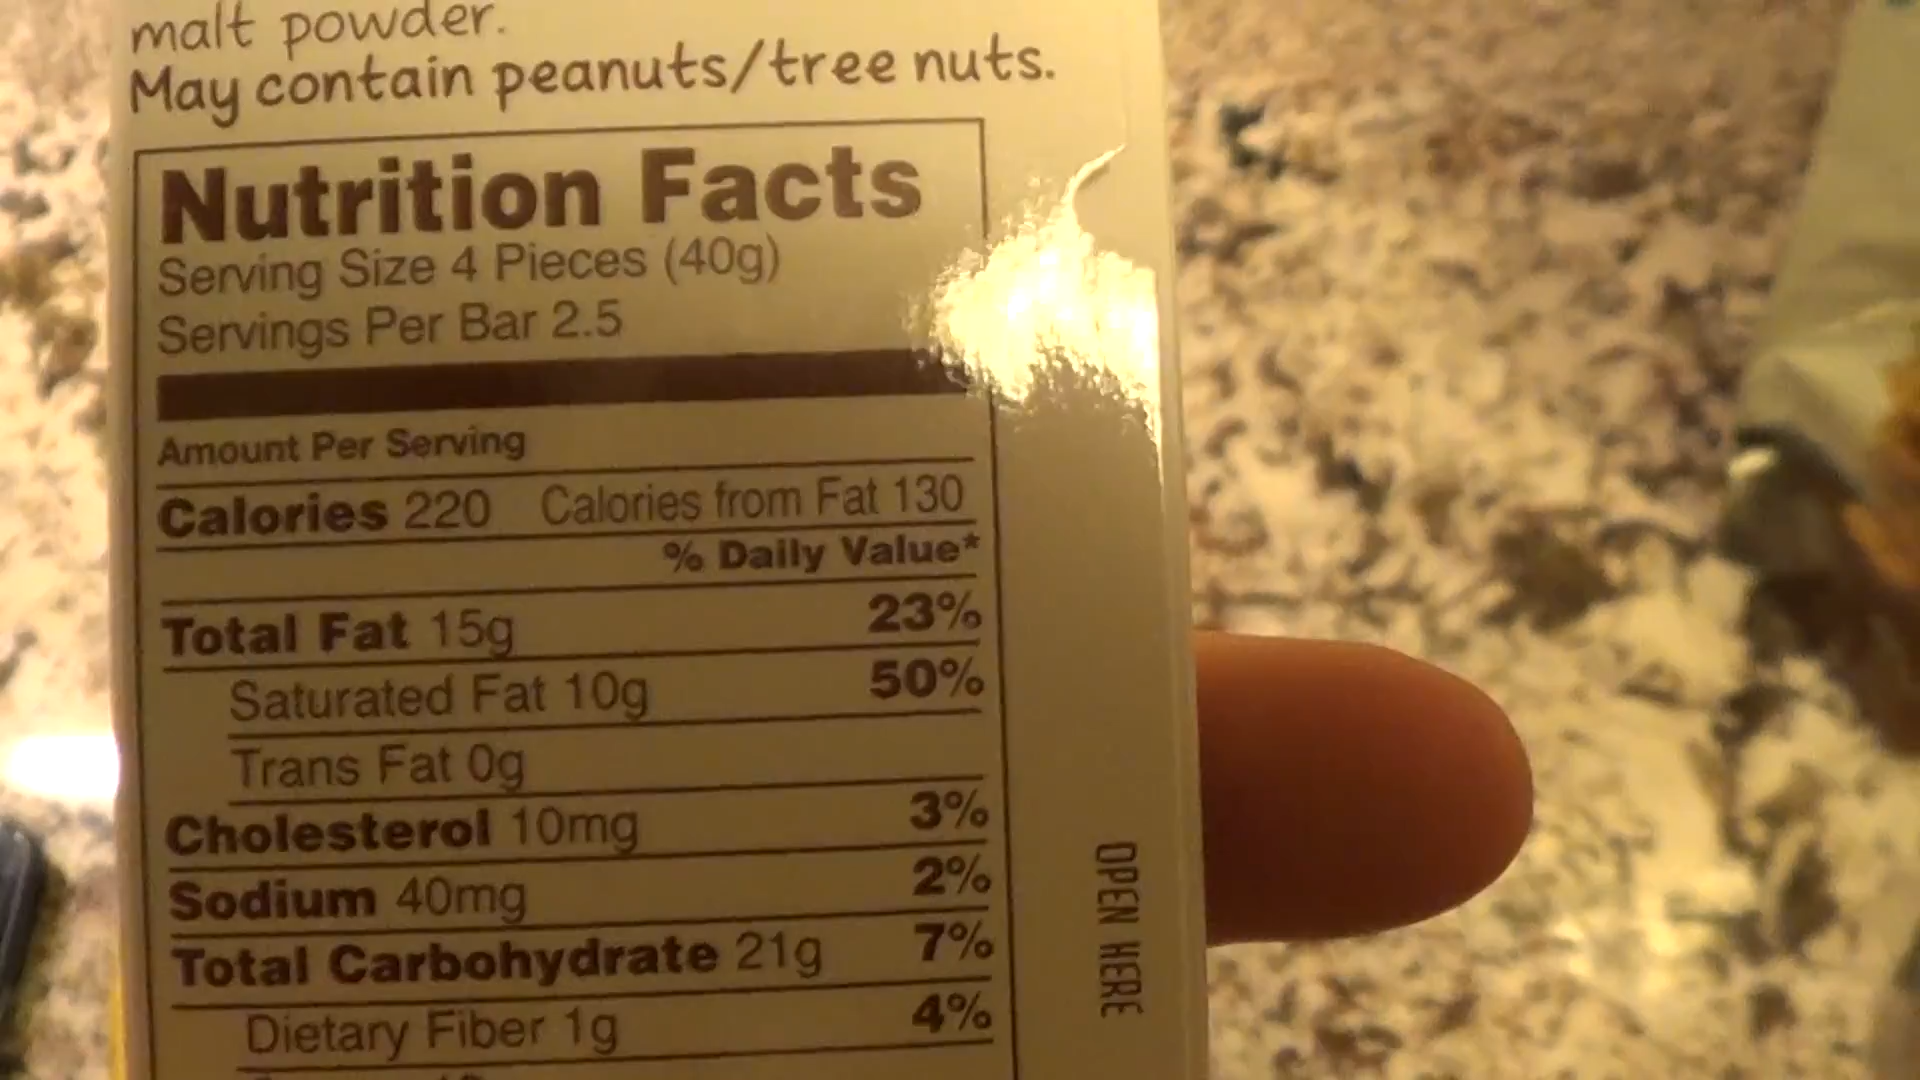 malt powder.
May contain peanuts/tree nuts.
Nutrition Facts
Serving Size 4 Pieces (40g)
Servings Per Bar 2.5
Amount Per Serving
Calories 220 Calories from Fat 130
% Daily Value*
Total Fat 15g 23%
Saturated Fat 10g 50%
Trans Fat 0g
Cholesterol 10mg 3%
Sodium 40mg 2%
Total Carbohydrate 21g 7%
Dietary Fiber 1g 4%
OPEN HERE